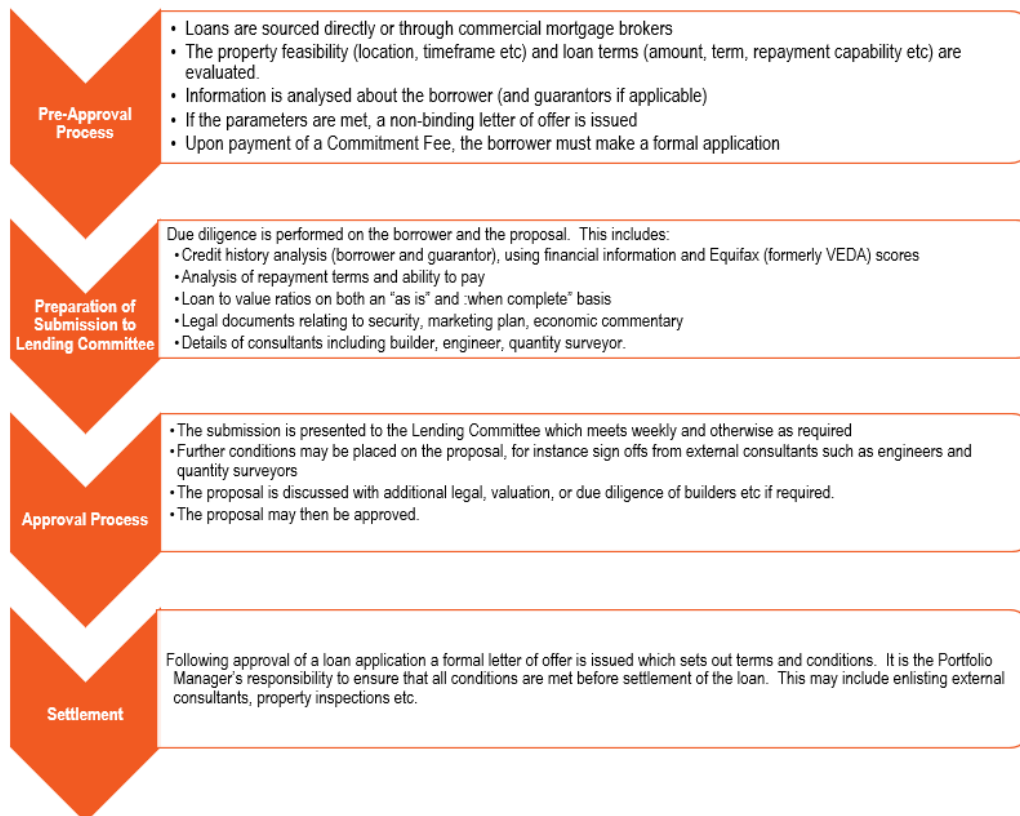 • Loans are sourced directly or through commercial mortgage brokers
• The property feasibility (location, timeframe etc) and loan terms (amount, term, repayment capability etc) are
evaluated.
• Information is analysed about the borrower (and guarantors if applicable)
• If the parameters are met, a non-binding letter of offer is issued
• Upon payment of a Commitment Fee, the borrower must make a formal application
Pre-Approval
Process
Due diligence is performed on the borrower and the proposal.  This includes:
• Credit history analysis (borrower and guarantor), using financial information and Equifax (formerly VEDA) scores
• Analysis of repayment terms and ability to pay
• Loan to value ratios on both an “as is” and :when complete” basis
• Legal documents relating to security, marketing plan, economic commentary
• Details of consultants including builder, engineer, quantity surveyor.
Preparation of
Submission to
Lending Committee
• The submission is presented to the Lending Committee which meets weekly and otherwise as required
• Further conditions may be placed on the proposal, for instance sign offs from external consultants such as engineers and
quantity surveyors
• The proposal is discussed with additional legal, valuation, or due diligence of builders etc if required.
• The proposal may then be approved.
Approval Process
Following approval of a loan application a formal letter of offer is issued which sets out terms and conditions.  It is the Portfolio
Manager’s responsibility to ensure that all conditions are met before settlement of the loan.  This may include enlisting external
consultants, property inspections etc.
Settlement